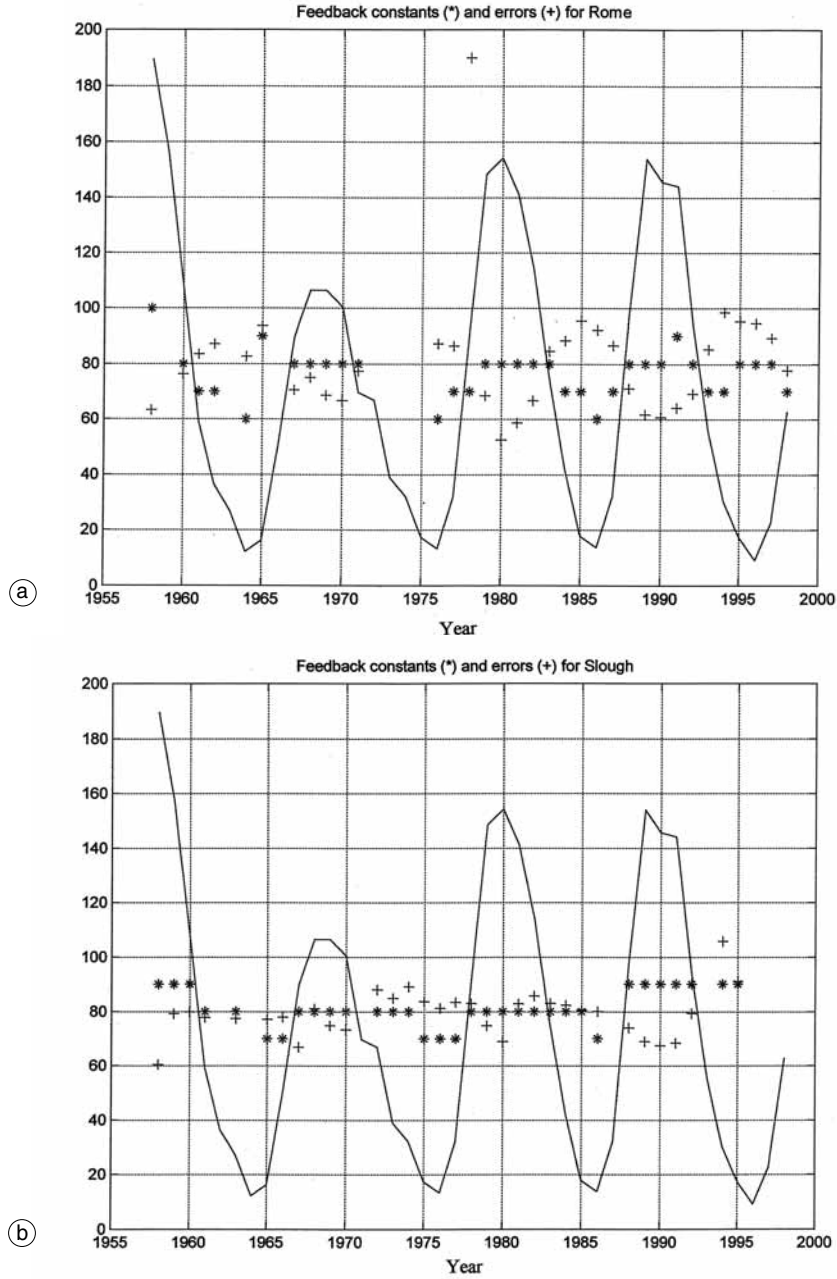 Feedback constants (*) and errors (+) for Rome
200
180
160
140
120
100
80
60
40
20
0
1955 1960 1965 1970 1975 1980 1985 1990 1995 2000
Year
a
Feedback constants (*) and errors (+) for Slough
200
180
160
140
120
100
80
60
40
20
0
1955 1960 1965 1970 1975 1980 1985 1990 1995 2000
Year
b